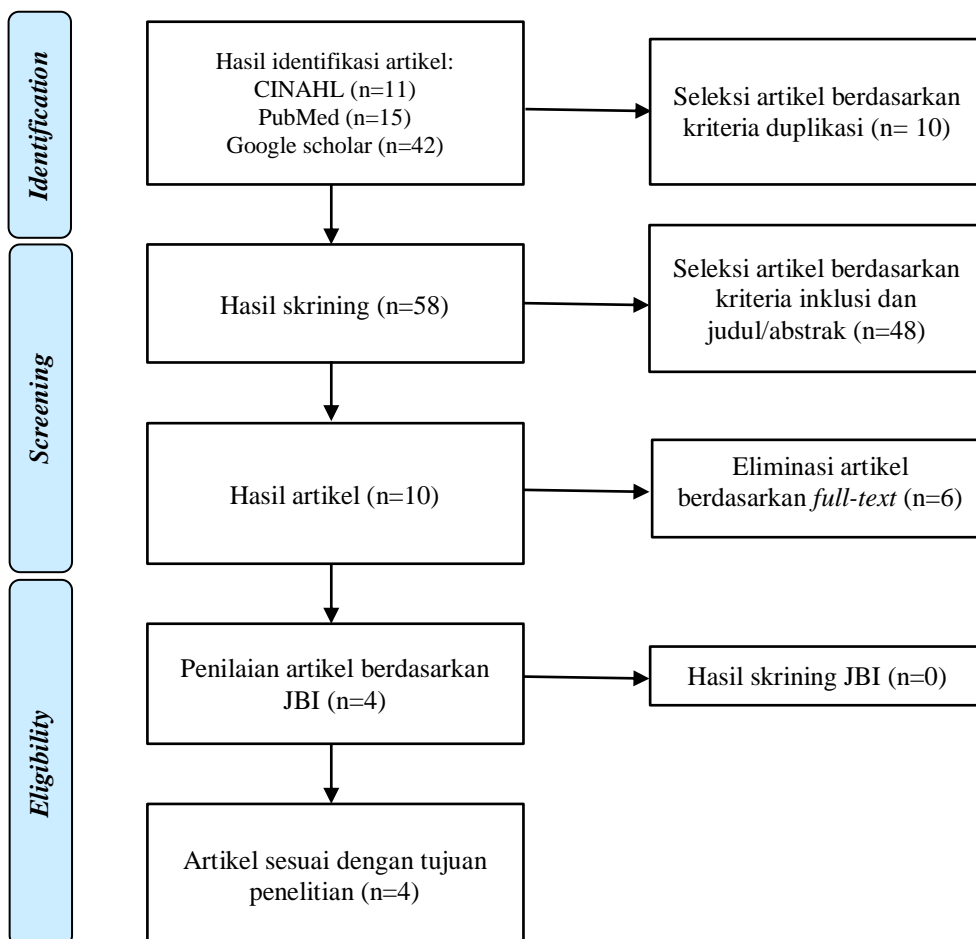 Identification
Hasil identifikasi artikel:
CINAHL (n=11)
PubMed (n=15)
Google scholar (n=42)
Seleksi artikel berdasarkan
kriteria duplikasi (n= 10)
Screening
Hasil skrining (n=58)
Seleksi artikel berdasarkan
kriteria inklusi dan
judul/abstrak (n=48)
Hasil artikel (n=10)
Eliminasi artikel
berdasarkan full-text (n=6)
Eligibility
Penilaian artikel berdasarkan
JBI (n=4)
Hasil skrining JBI (n=0)
Artikel sesuai dengan tujuan
penelitian (n=4)